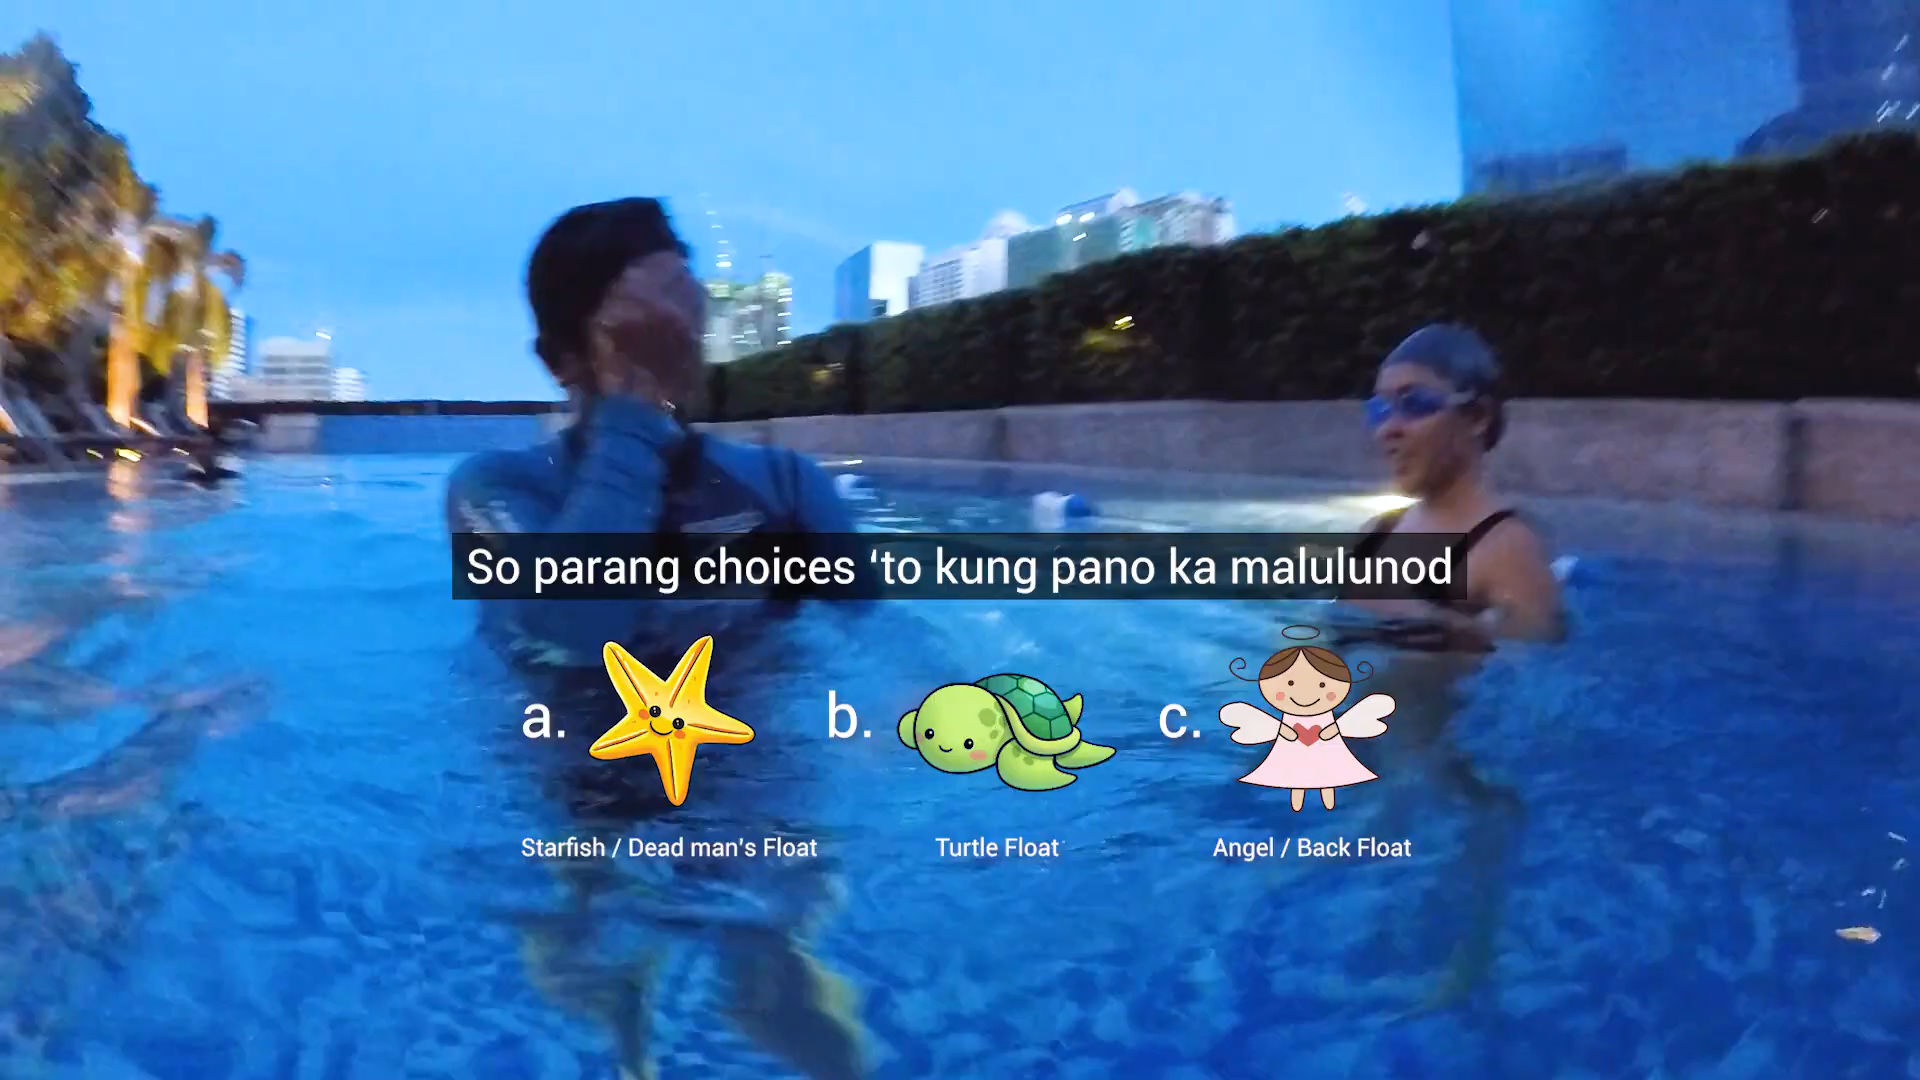 So parang choices ‘to kung pano ka malulunod
a. b. c.
Starfish / Dead man's Float Turtle Float Angel / Back Float